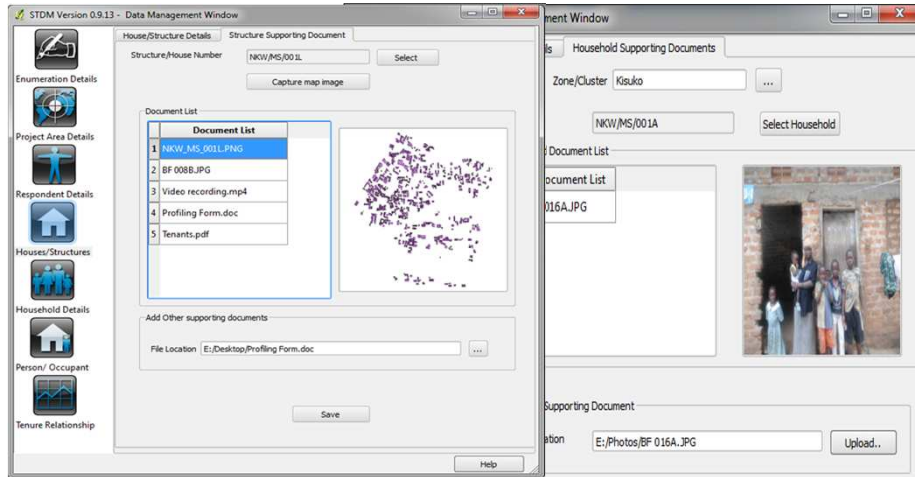 STDM Version 0.9.13 - Data Management Window
Enumeration Details
Project Area Details
Respondent Details
Houses/Structures
Household Details
Person/ Occupant
Tenure Relationship
House/Structure Details
Structure Supporting Document
Structure/House Number
NKW/MS/001L
Select
Capture map image
Document List
Document List
1 NKW_MS_001L.PNG
2 BF 008B.JPG
3 Video recording.mp4
4 Profiling Form.doc
5 Tenants.pdf
Add Other supporting documents
File Location E:/Desktop/Profiling Form.doc
...
Save
Help
ment Window
ls
Household Supporting Documents
Zone/Cluster Kisuko
...
NKW/MS/001A
Select Household
d Document List
ocument List
016A.JPG
Supporting Document
ation
E:/Photos/BF 016A.JPG
Upload..